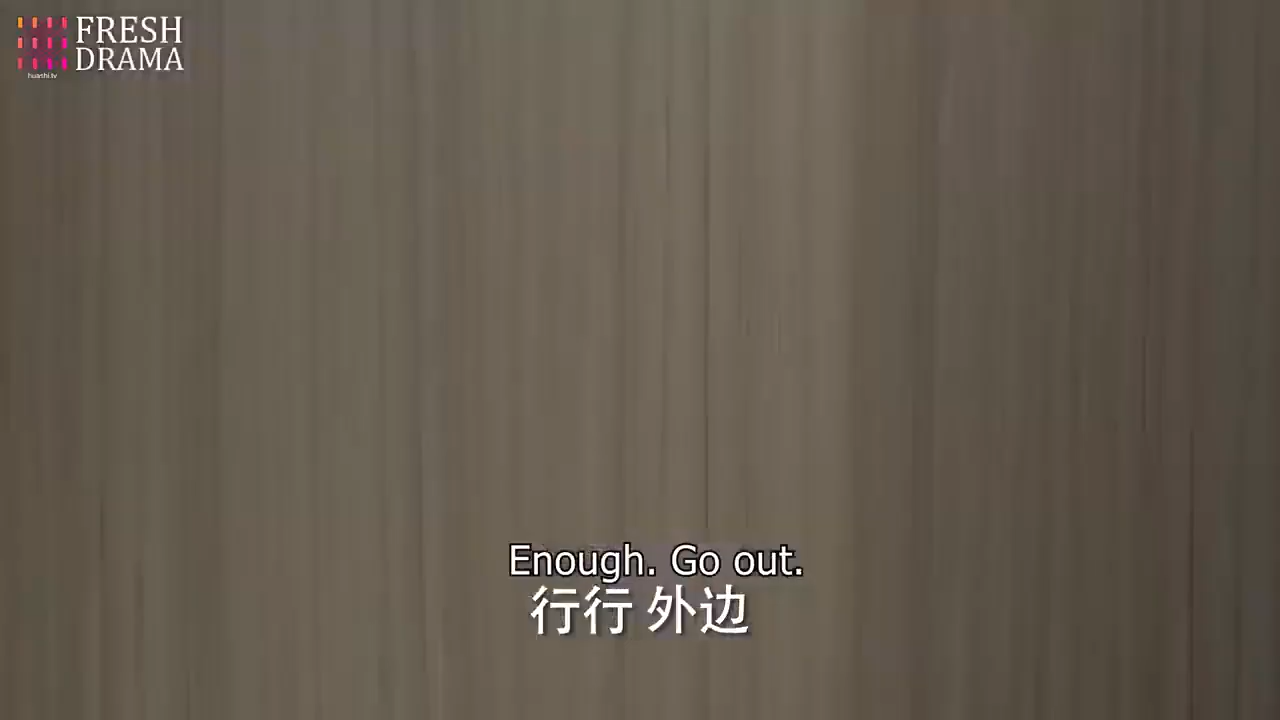 FRESH
DRAMA
huashi.tv
Enough. Go out.
行行 外边